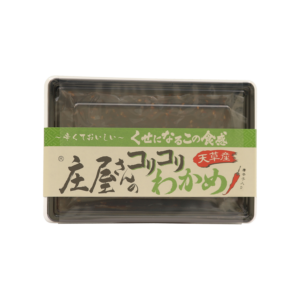 ～辛くておいしい～
くせになるこの食感
天草産
庄屋さんの
コリコリ
わかめ